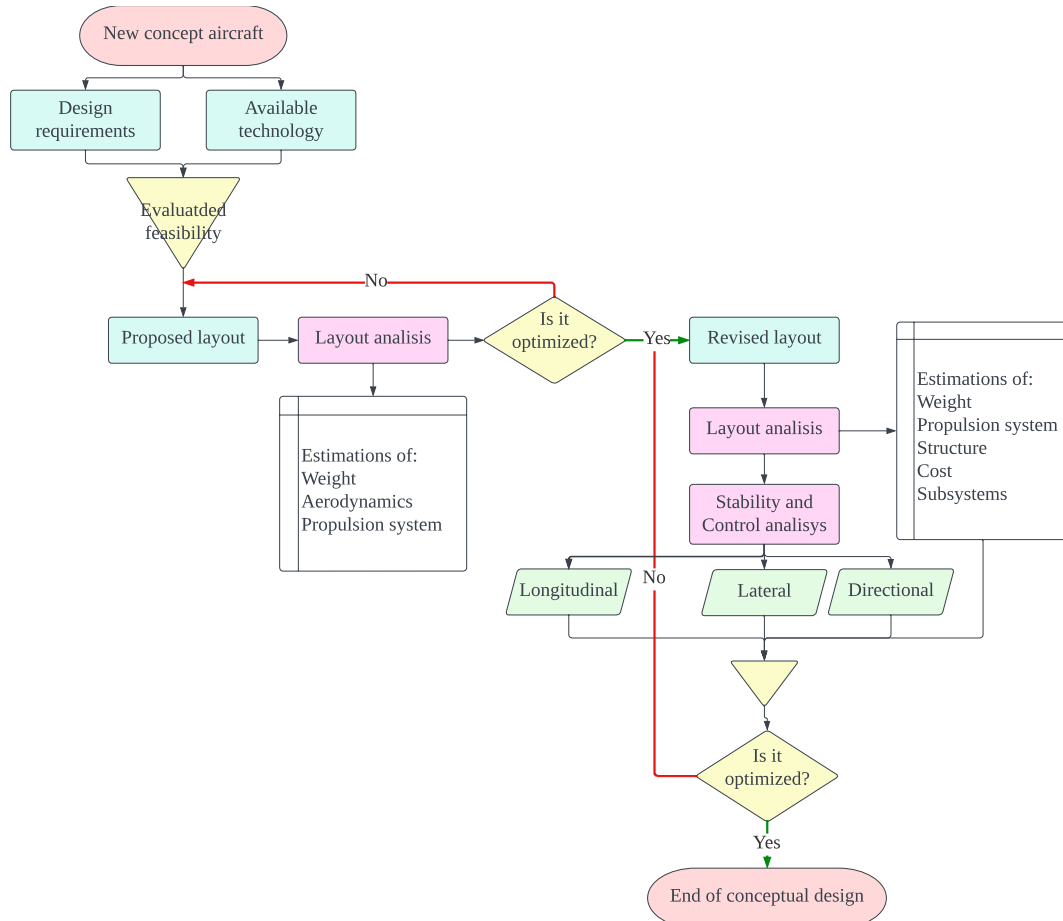 New concept aircraft
Design
requirements
Available
technology
Evaluatded
feasibility
No
Proposed layout
Layout analisis
Is it
optimized?
Yes
Revised layout
Estimations of:
Weight
Aerodynamics
Propulsion system
Layout analisis
Estimations of:
Weight
Propulsion system
Structure
Cost
Subsystems
Stability and
Control analisys
No
Longitudinal
Lateral
Directional
Is it
optimized?
Yes
End of conceptual design